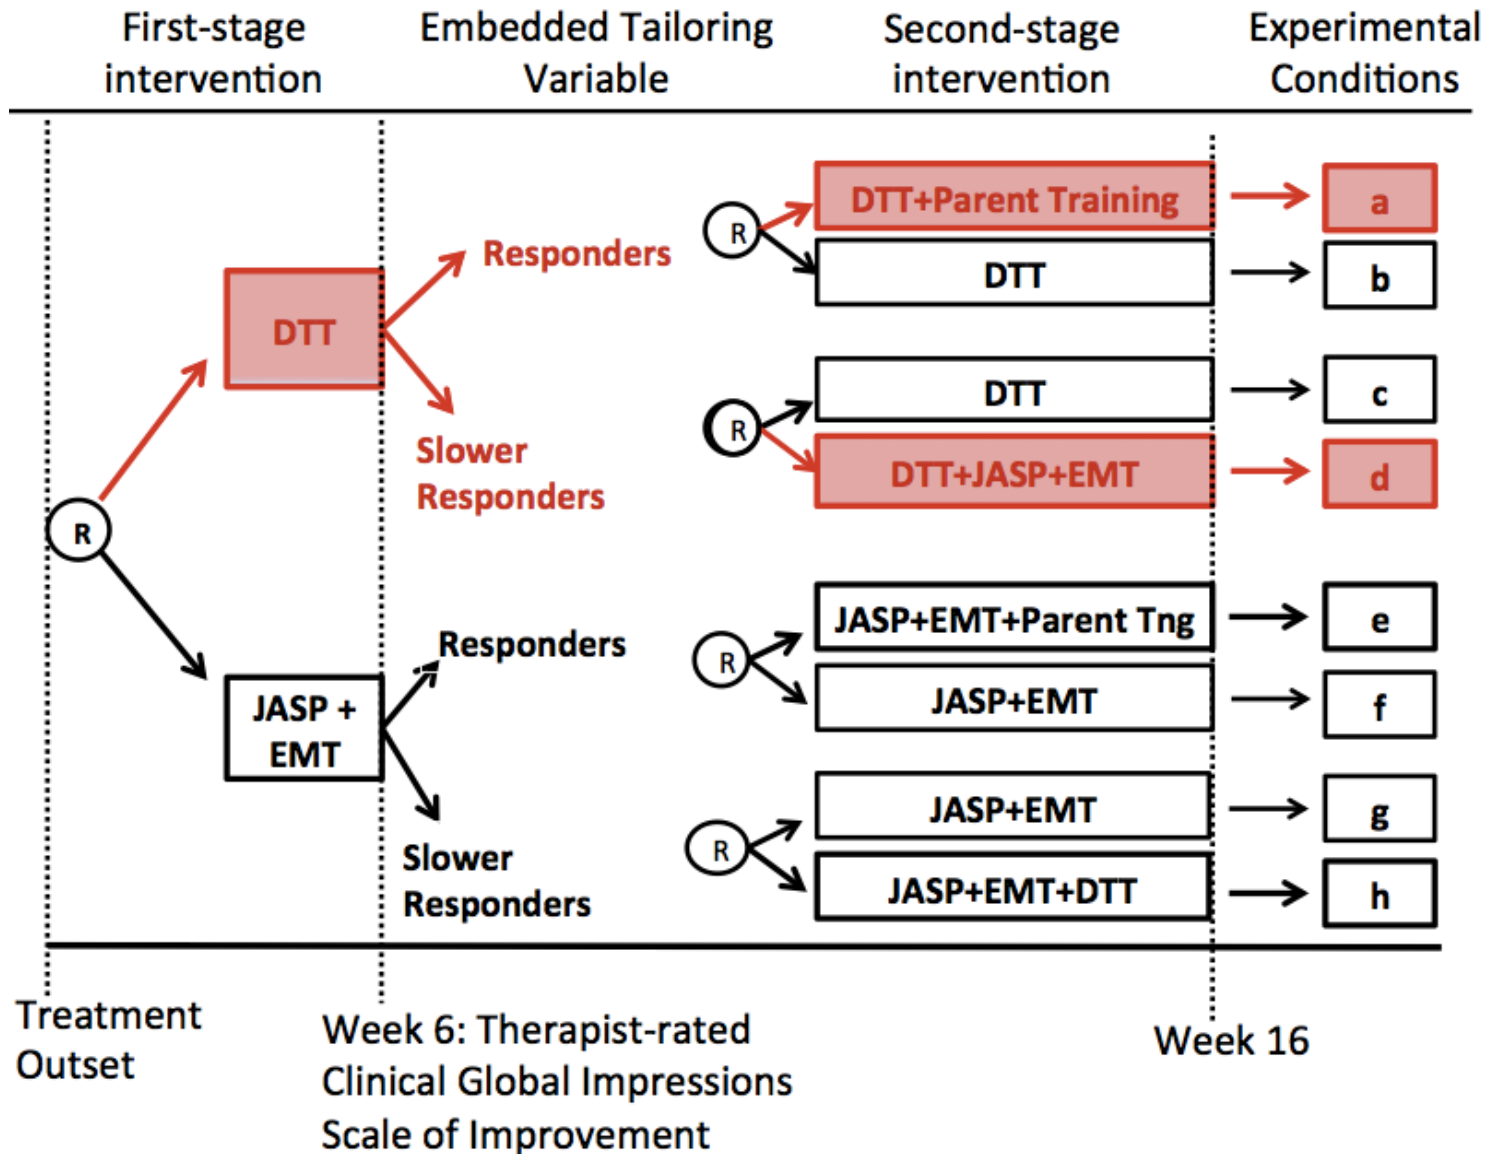 First-stage
intervention
Embedded Tailoring
Variable
Second-stage
intervention
Experimental
Conditions
R
DTT
Responders
Slower
Responders
R
DTT+Parent Training
a
DTT
b
R
DTT
c
DTT+JASP+EMT
d
JASP +
EMT
Responders
Slower
Responders
R
JASP+EMT+Parent Tng
e
JASP+EMT
f
R
JASP+EMT
g
JASP+EMT+DTT
h
Treatment
Outset
Week 6: Therapist-rated
Clinical Global Impressions
Scale of Improvement
Week 16